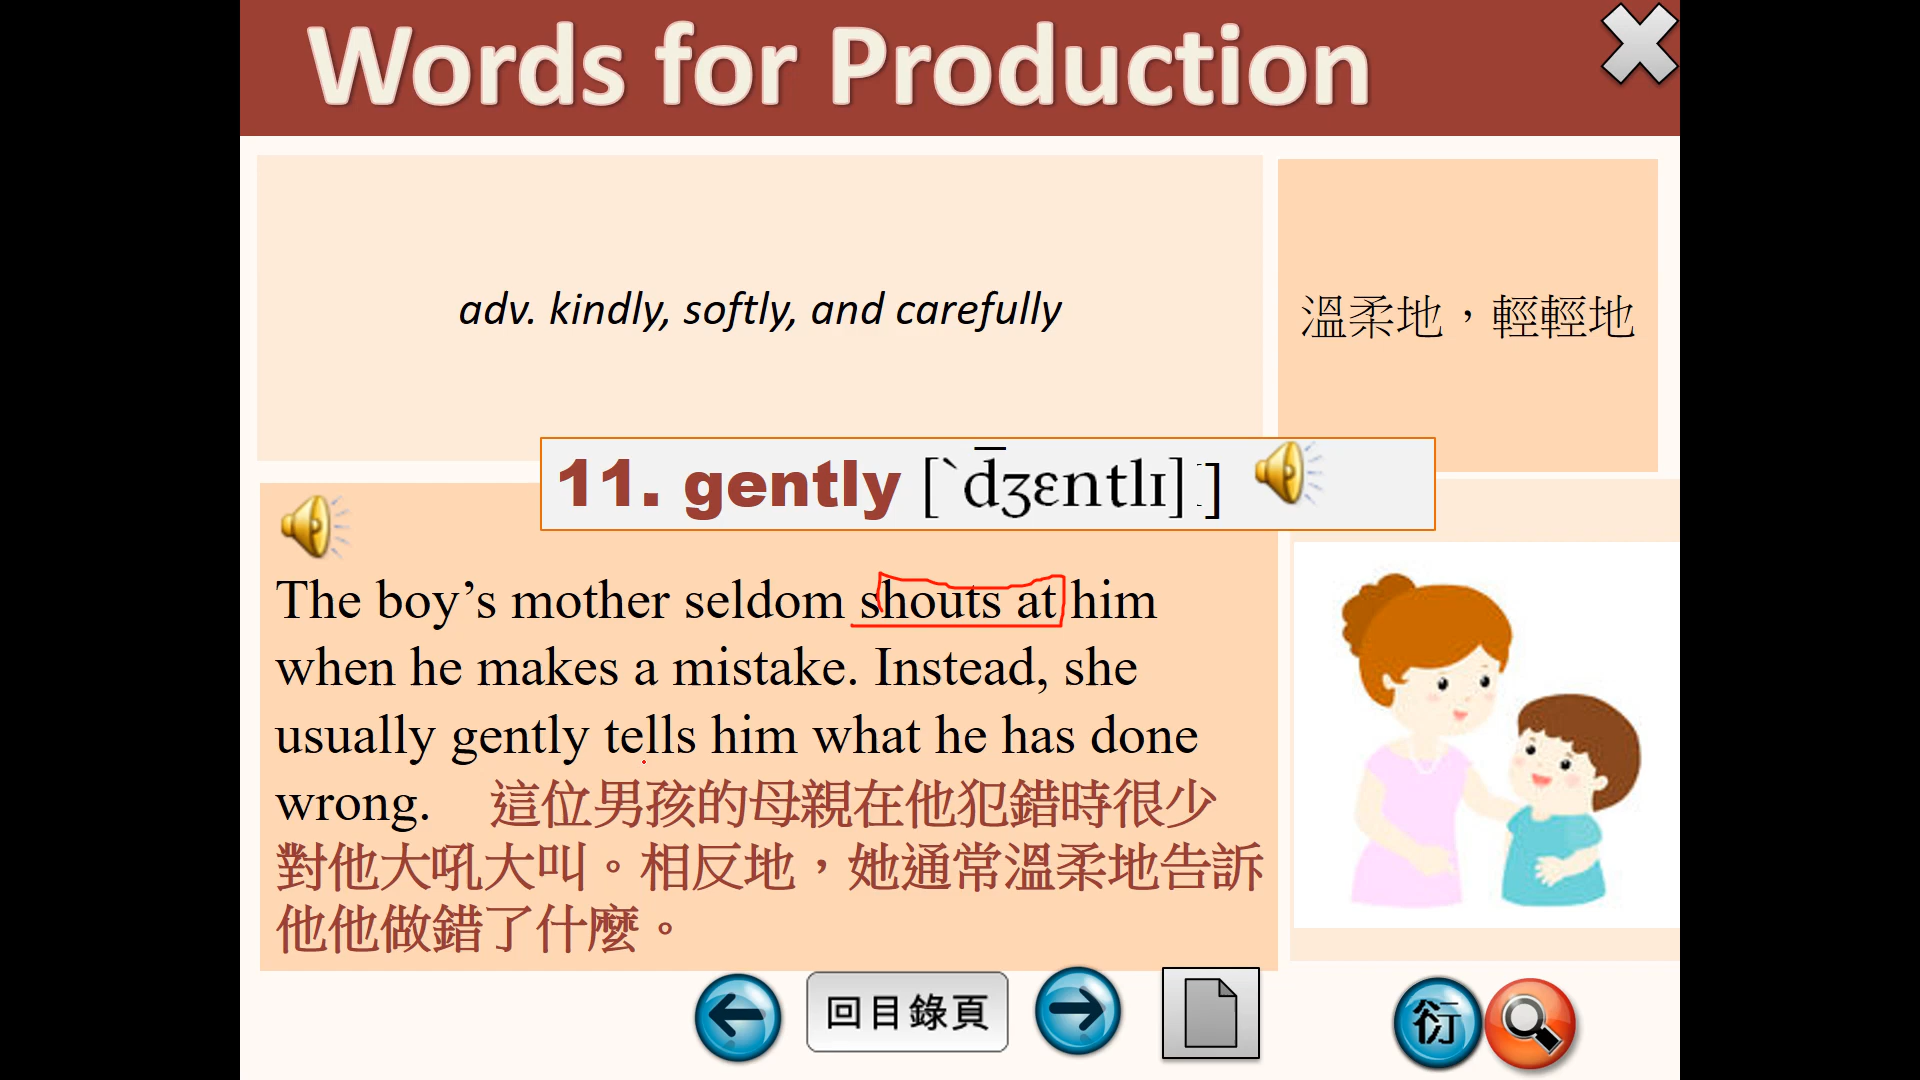 Words for Production
adv. kindly, softly, and carefully
溫柔地，輕輕地
11. gently [ˋd͞ʒɛntlɪ] ]
The boy’s mother seldom shouts at him
when he makes a mistake. Instead, she
usually gently tells him what he has done
wrong. 這位男孩的母親在他犯錯時很少
對他大吼大叫。相反地，她通常溫柔地告訴
他他做錯了什麼。
回目錄頁
衍